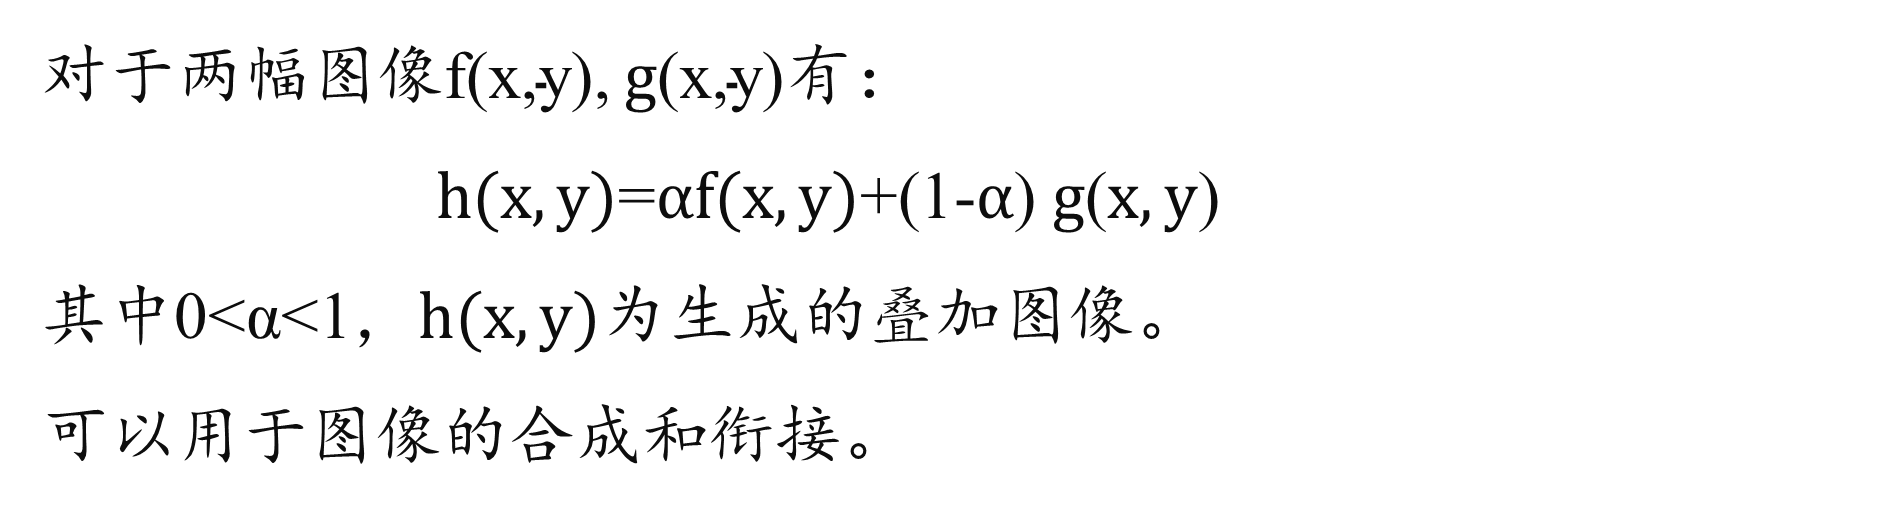 对于两幅图像f(x,y), g(x,y)有：
h(x, y)=αf(x, y)+(1-α) g(x, y)
其中0<α<1, h(x, y)为生成的叠加图像。
可以用于图像的合成和衔接。